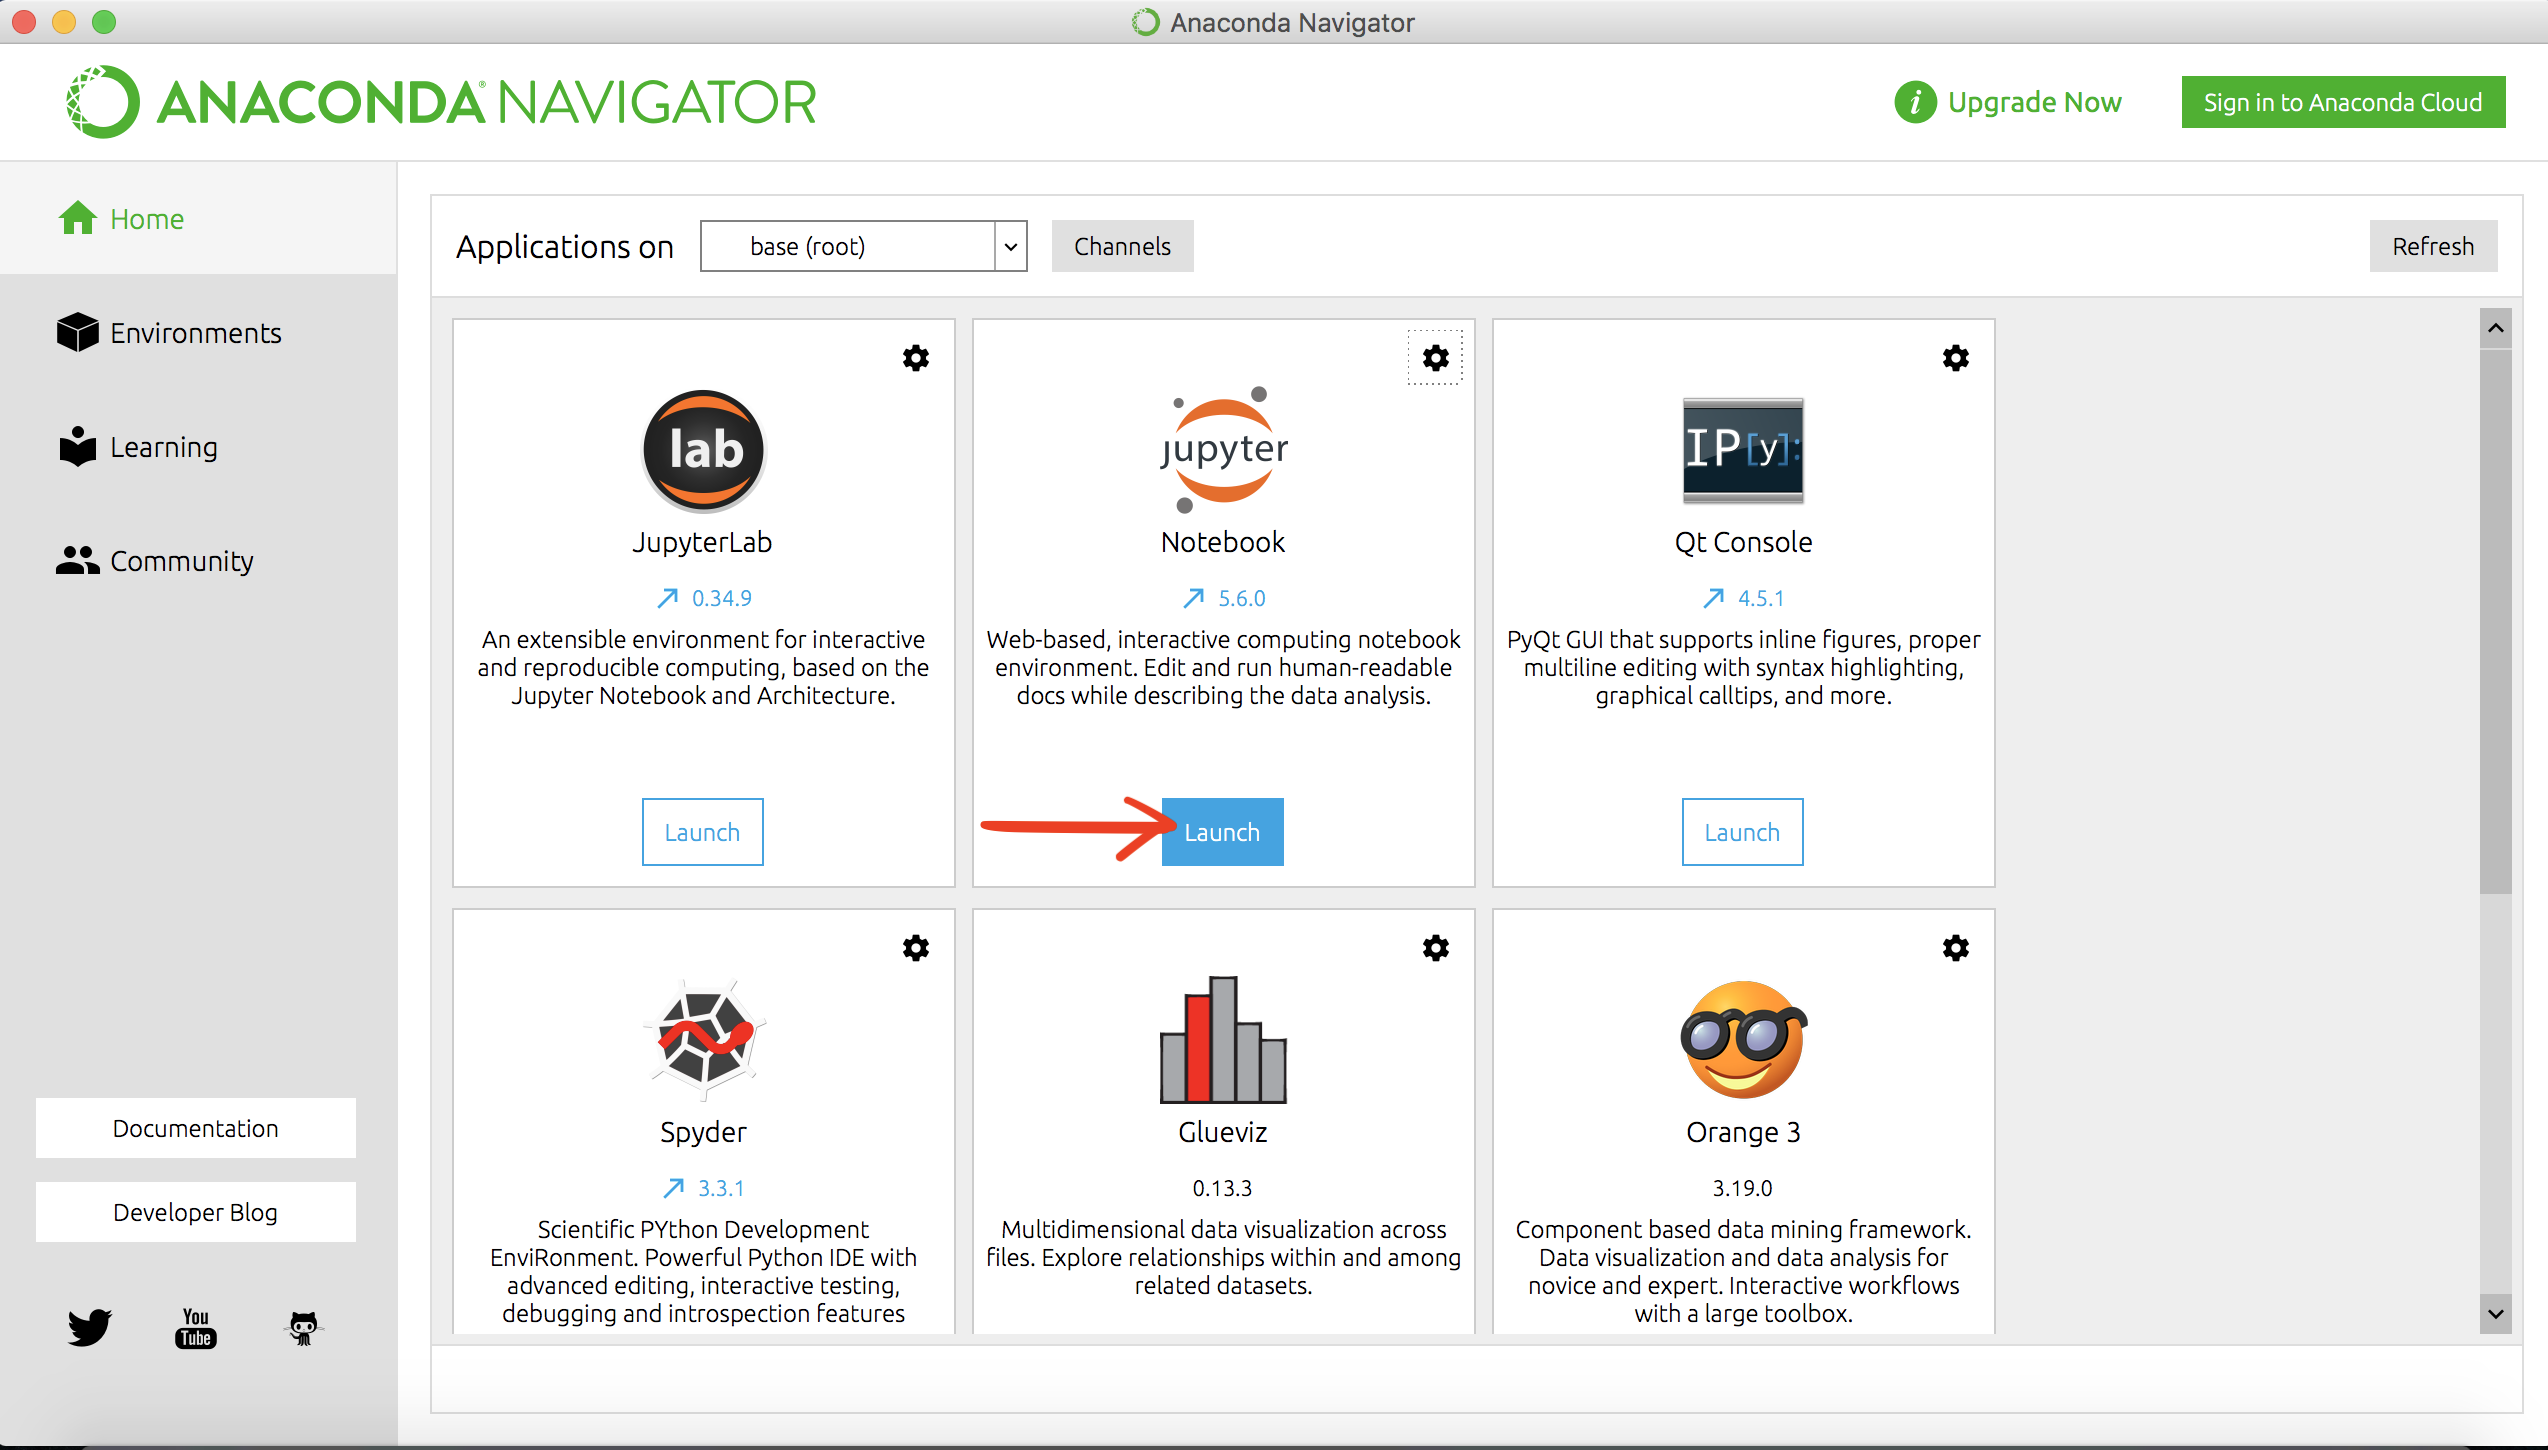 Anaconda Navigator
ANACONDA® NAVIGATOR
i Upgrade Now
Sign in to Anaconda Cloud
Home
Environments
Learning
Community
Documentation
Developer Blog
You
Tube
Applications on
base (root)
Channels
Refresh
lab
JupyterLab
0.34.9
An extensible environment for interactive
and reproducible computing, based on the
Jupyter Notebook and Architecture.
Launch
jupyter
Notebook
5.6.0
Web-based, interactive computing notebook
environment. Edit and run human-readable
docs while describing the data analysis.
Launch
IP[y]:
Qt Console
4.5.1
PyQt GUI that supports inline figures, proper
multiline editing with syntax highlighting,
graphical calltips, and more.
Launch
Spyder
3.3.1
Scientific PYthon Development
EnviRonment. Powerful Python IDE with
advanced editing, interactive testing,
debugging and introspection features
Glueviz
0.13.3
Multidimensional data visualization across
files. Explore relationships within and among
related datasets.
Orange 3
3.19.0
Component based data mining framework.
Data visualization and data analysis for
novice and expert. Interactive workflows
with a large toolbox.